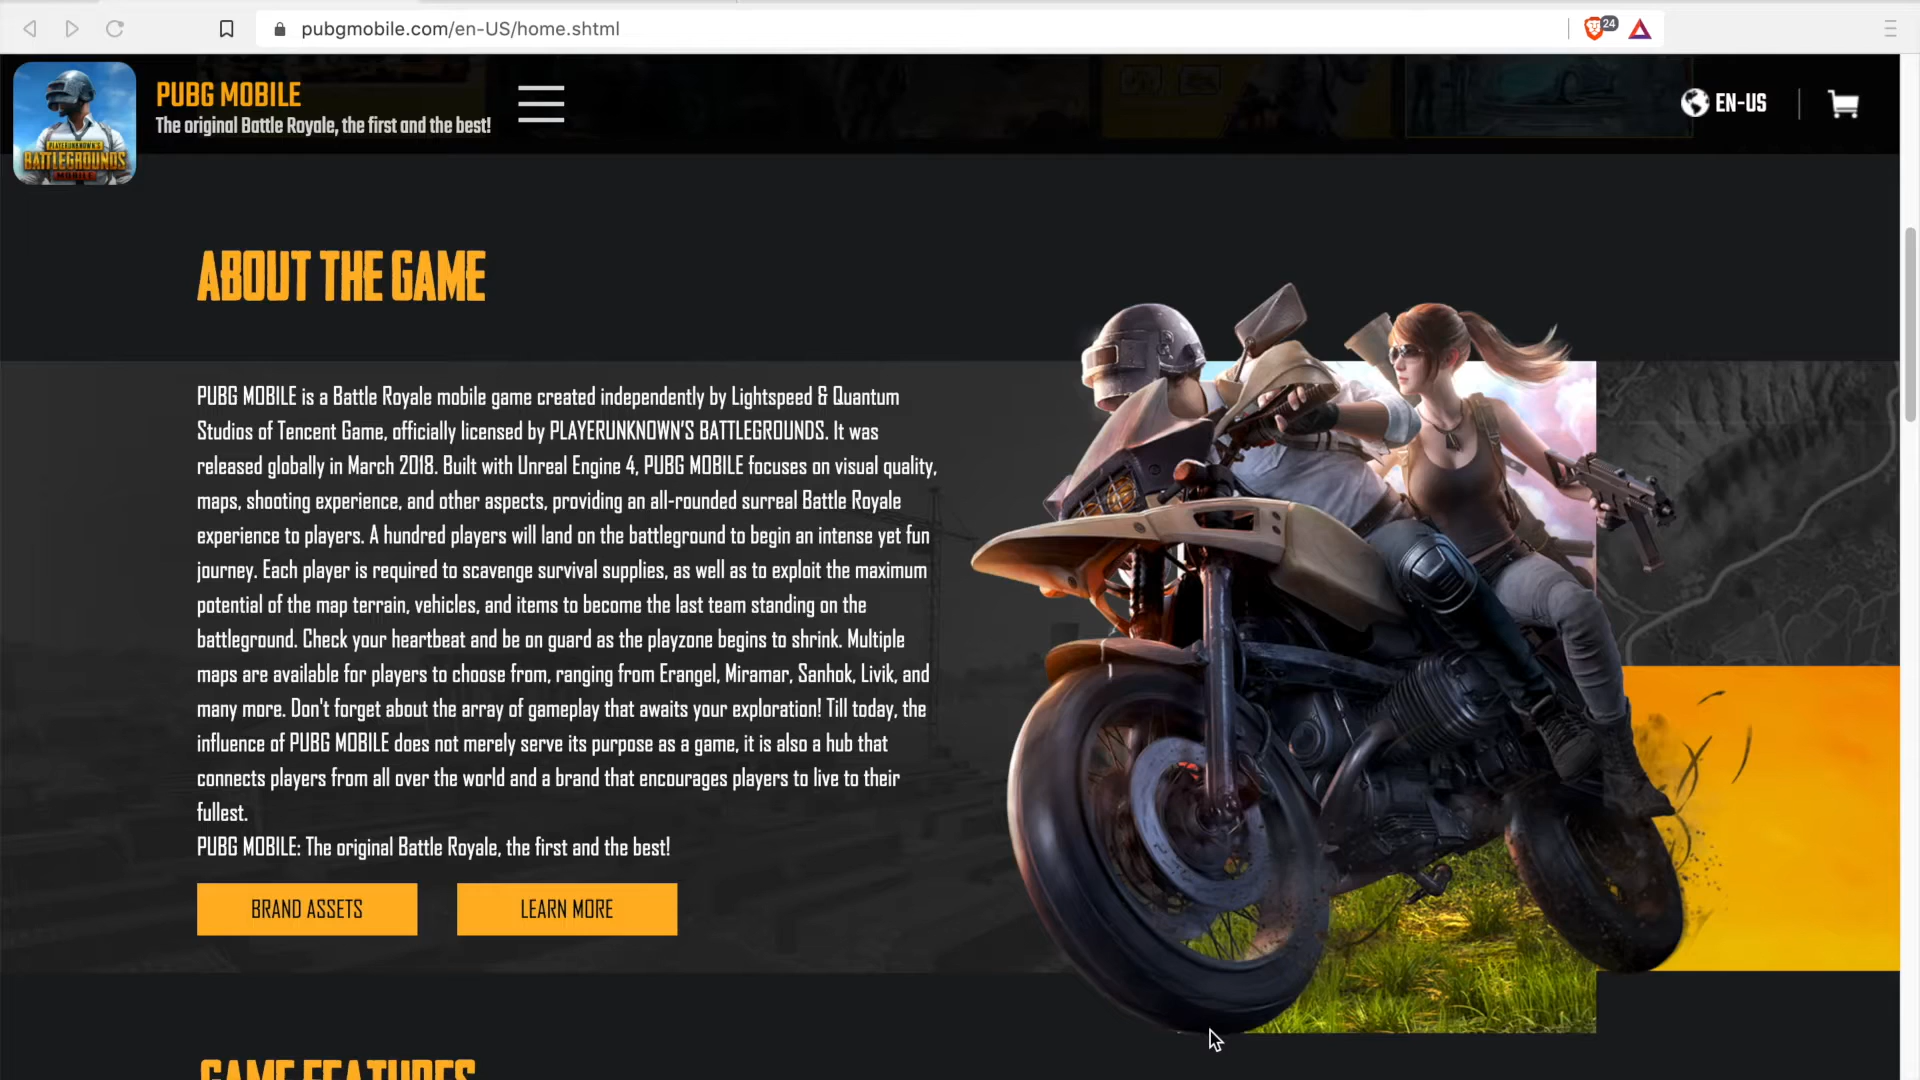 pubgmobile.com/en-US/home.shtml
24
PUBG MOBILE
The original Battle Royale, the first and the best!
EN-US
PLAYERUNKNOWN'S
BATTLEGROUNDS
MOBILE
ABOUT THE GAME
PUBG MOBILE is a Battle Royale mobile game created independently by Lightspeed & Quantum
Studios of Tencent Game, officially licensed by PLAYERUNKNOWN'S BATTLEGROUNDS. It was
released globally in March 2018. Built with Unreal Engine 4, PUBG MOBILE focuses on visual quality,
maps, shooting experience, and other aspects, providing an all-rounded surreal Battle Royale
experience to players. A hundred players will land on the battleground to begin an intense yet fun
journey. Each player is required to scavenge survival supplies, as well as to exploit the maximum
potential of the map terrain, vehicles, and items to become the last team standing on the
battleground. Check your heartbeat and be on guard as the playzone begins to shrink. Multiple
maps are available for players to choose from, ranging from Erangel, Miramar, Sanhok, Livik, and
many more. Don't forget about the array of gameplay that awaits your exploration! Till today, the
influence of PUBG MOBILE does not merely serve its purpose as a game, it is also a hub that
connects players from all over the world and a brand that encourages players to live to their
fullest.
PUBG MOBILE: The original Battle Royale, the first and the best!
BRAND ASSETS
LEARN MORE
GAME FEATURES